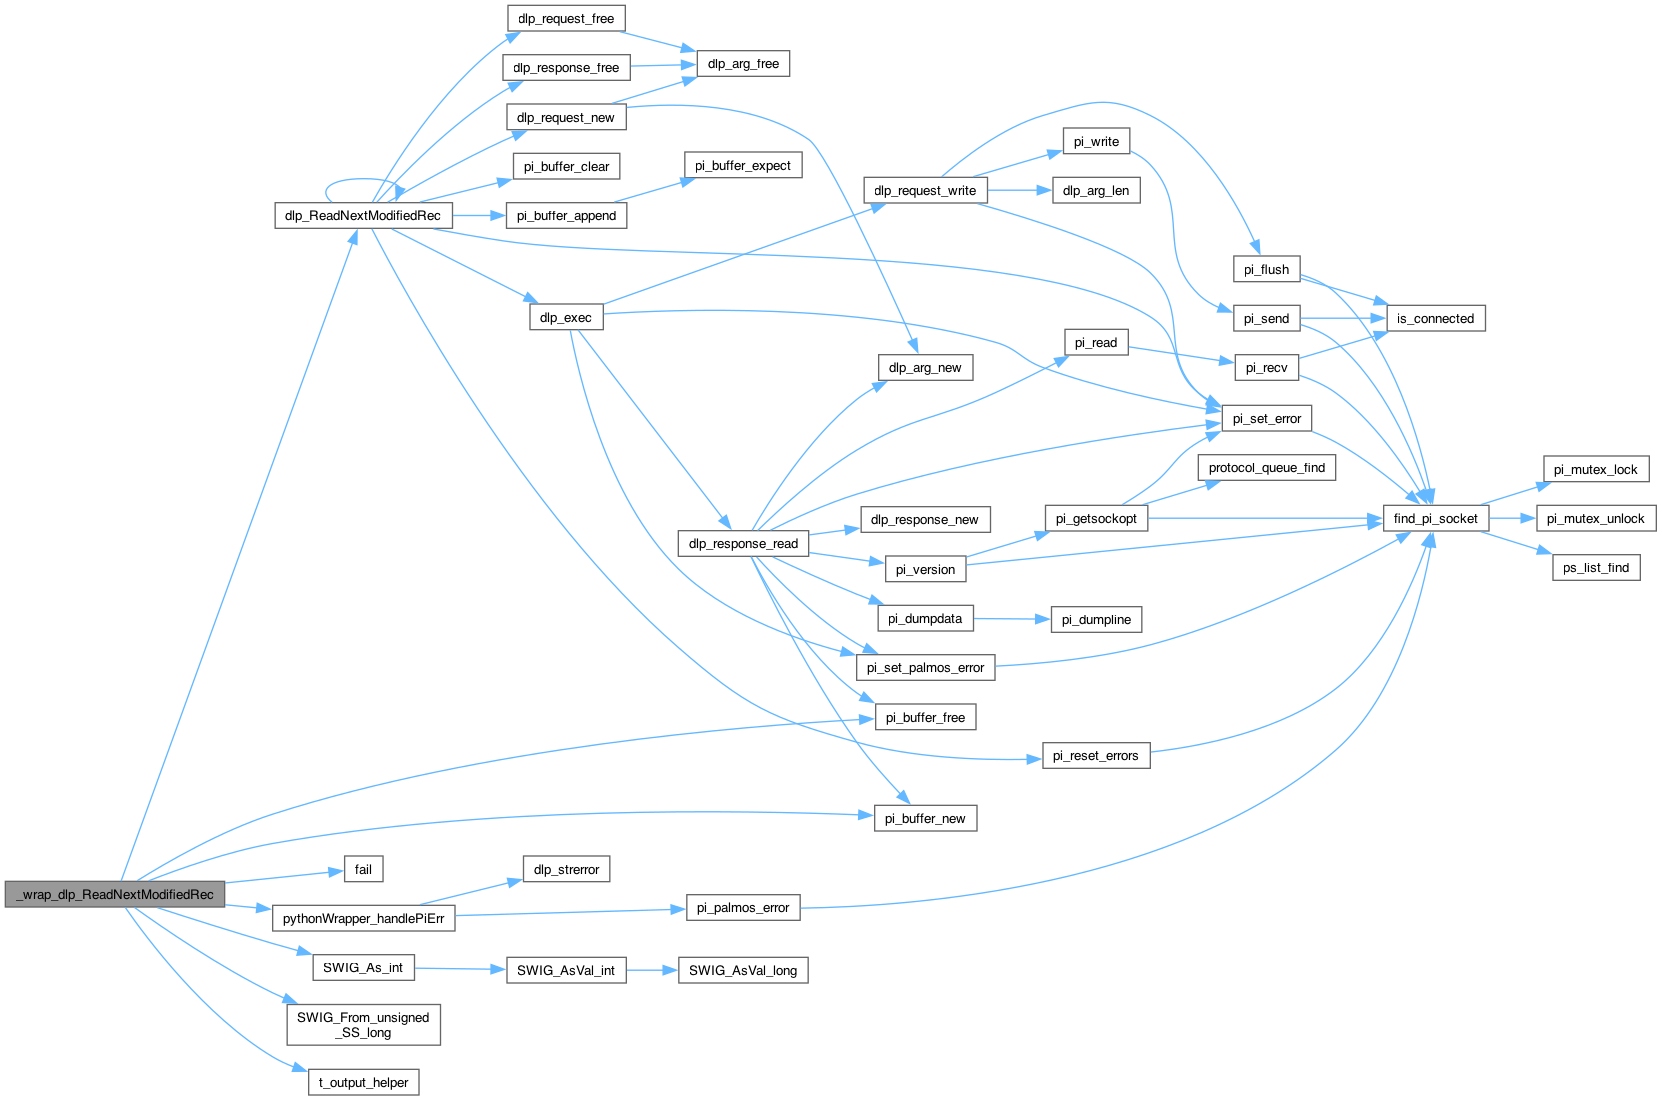 dlp_request_free
dlp_response_free
dlp_arg_free
dlp_request_new
pi_buffer_clear
pi_buffer_expect
dlp_ReadNextModifiedRec
pi_buffer_append
dlp_request_write
pi_write
dlp_arg_len
pi_flush
dlp_exec
pi_send
is_connected
pi_read
dlp_arg_new
pi_recv
pi_set_error
protocol_queue_find
pi_mutex_lock
dlp_response_new
pi_getsockopt
find_pi_socket
pi_mutex_unlock
dlp_response_read
pi_version
ps_list_find
pi_dumpdata
pi_dumpline
pi_set_palmos_error
pi_buffer_free
pi_reset_errors
pi_buffer_new
fail
dlp_strerror
_wrap_dlp_ReadNextModifiedRec
pythonWrapper_handlePiErr
pi_palmos_error
SWIG_As_int
SWIG_AsVal_int
SWIG_AsVal_long
SWIG_From_unsigned
_SS_long
t_output_helper